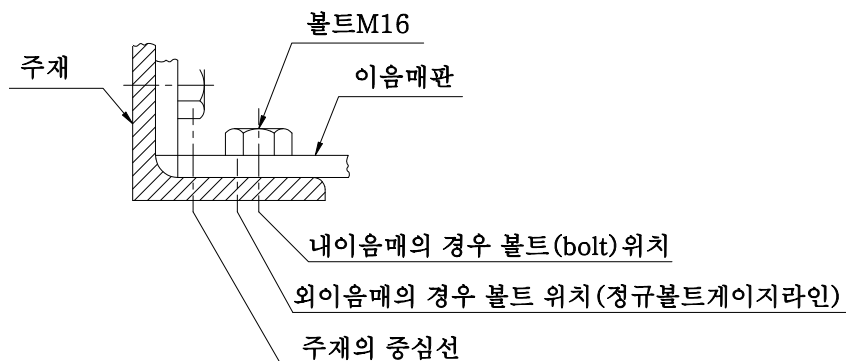 볼트M16
주재
이음매판
내이음매의 경우 볼트(bolt)위치
외이음매의 경우 볼트 위치(정규볼트게이지라인)
주재의 중심선